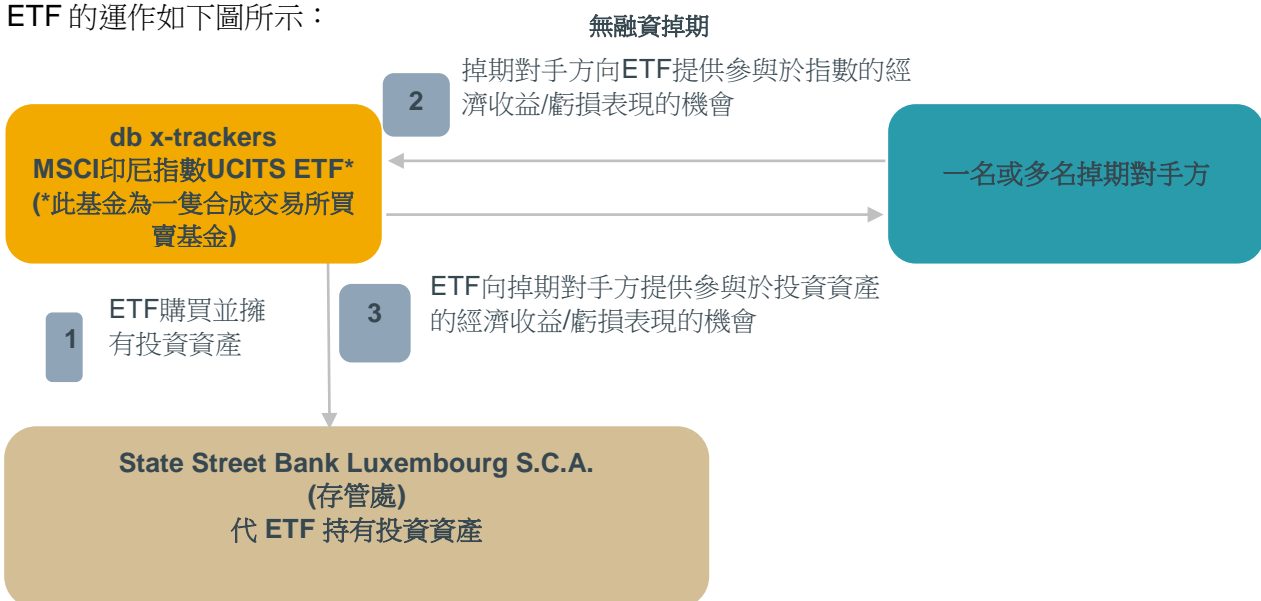 ETF 的運作如下圖所示：
無融資掉期
2
掉期對手方向ETF提供參與於指數的經
濟收益/虧損表現的機會
db x-trackers
MSCI印尼指數UCITS ETF*
(*此基金為一隻合成交易所買
賣基金)
一名或多名掉期對手方
1
ETF購買並擁
有投資資產
3
ETF向掉期對手方提供參與於投資資產
的經濟收益/虧損表現的機會
State Street Bank Luxembourg S.C.A.
(存管處)
代 ETF 持有投資資產